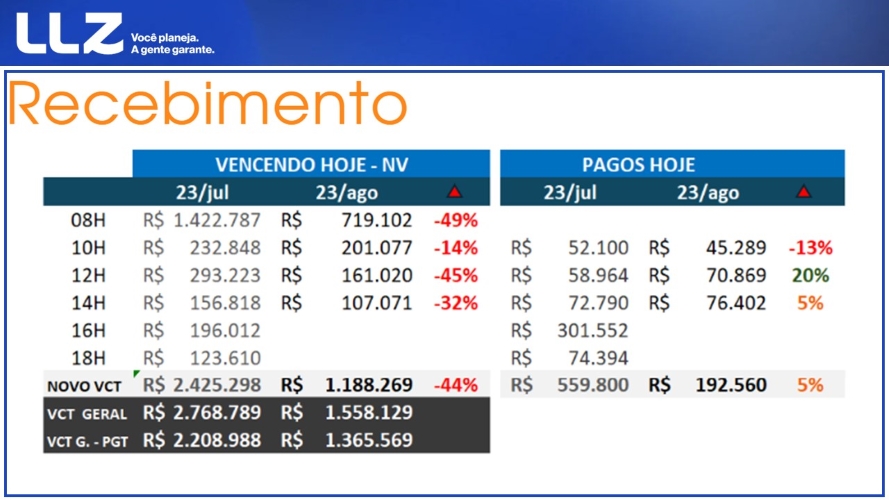 LLZ Você planeja.
A gente garante.
Recebimento
VENCENDO HOJE - NV PAGOS HOJE
23/jul 23/ago 23/jul 23/ago
08H R$ 1.422.787 R$ 719.102 -49%
10H R$ 232.848 R$ 201.077 -14% R$ 52.100 R$ 45.289 -13%
12H R$ 293.223 R$ 161.020 -45% R$ 58.964 R$ 70.869 20%
14H R$ 156.818 R$ 107.071 -32% R$ 72.790 R$ 76.402 5%
16H R$ 196.012 R$ 301.552
18H R$ 123.610 R$ 74.394
NOVO VCT R$ 2.425.298 R$ 1.188.269 -44% R$ 559.800 R$ 192.560 5%
VCT GERAL R$ 2.768.789 R$ 1.558.129
VCT G. - PGT R$ 2.208.988 R$ 1.365.569